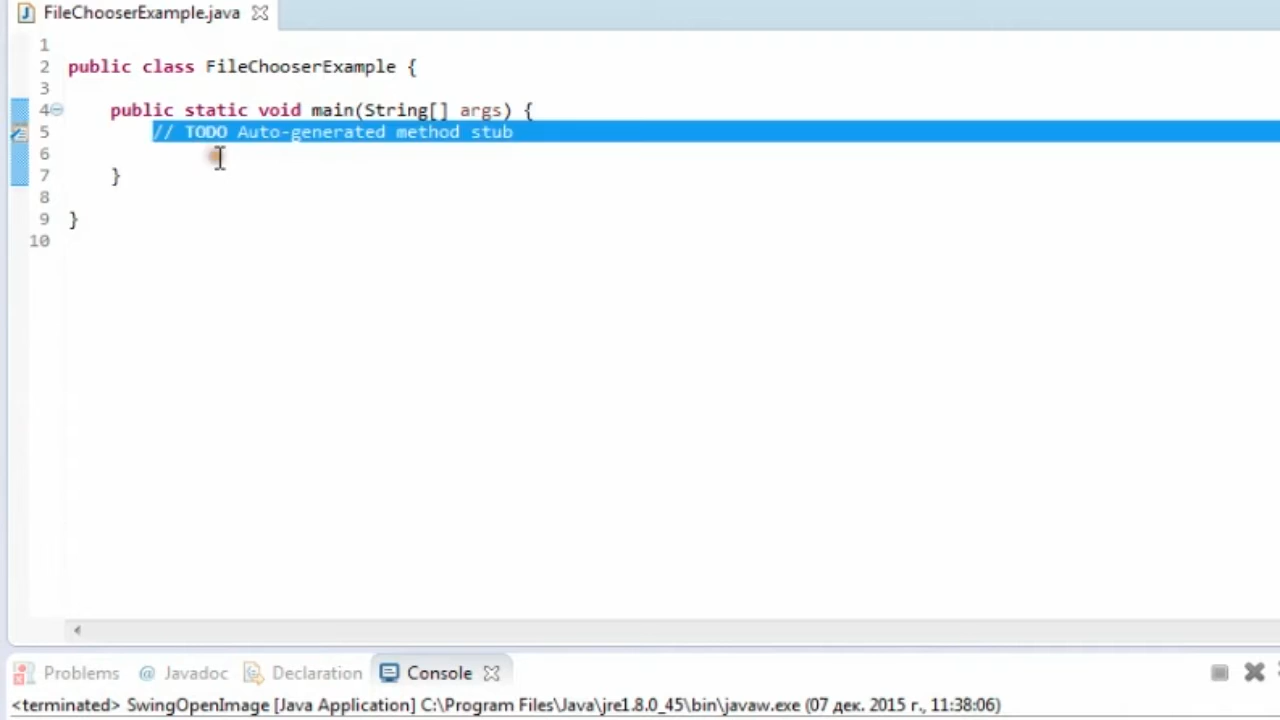 FileChooserExample.java
1
2 public class FileChooserExample {
3
4 public static void main(String[] args) {
5 // TODO Auto-generated method stub
6
7 }
8
9 }
10
Problems @ Javadoc Declaration Console
<terminated> SwingOpenImage [Java Application] C:\Program Files\Java\jre1.8.0_45\bin\javaw.exe (07 дек. 2015 г., 11:38:06)